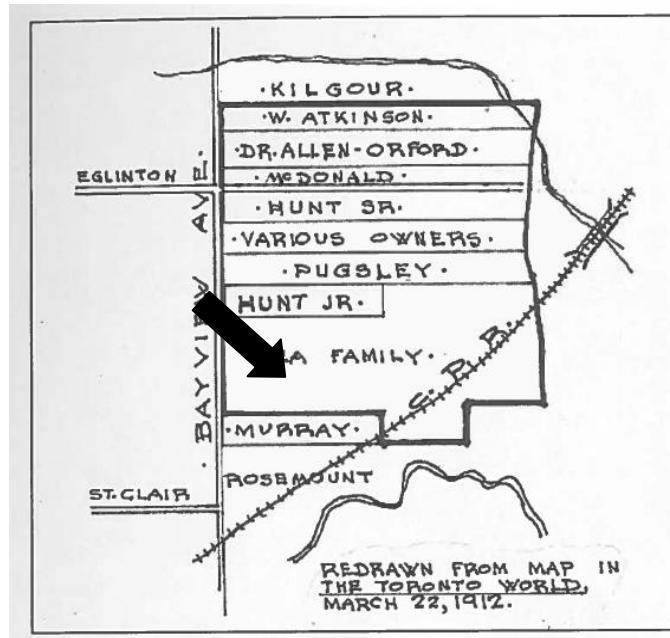 ·KILGOUR·
·W. ATKINSON·
·DR. ALLEN-ORFORD·
EGLINTON
·McDONALD·
·HUNT SR·
·VARIOUS OWNERS·
·PUGSLEY·
HUNT JR.
FAMILY·
·BAYVIEW AVE·
C.P.R.
·MURRAY·
ROSEMOUNT
ST. CLAIR
REDRAWN FROM MAP IN
THE TORONTO WORLD,
MARCH 22, 1912.